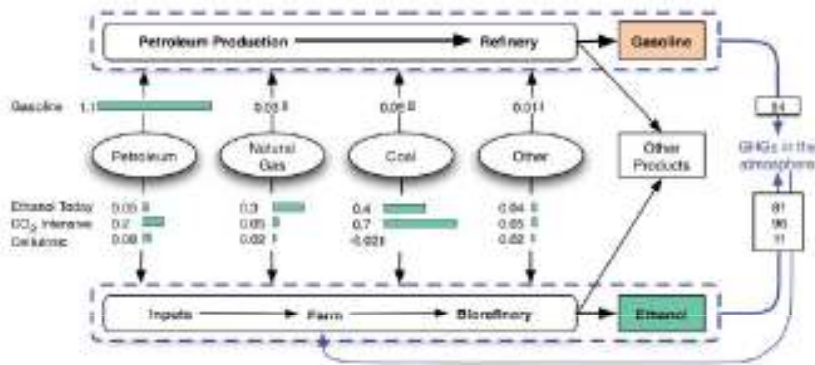 Petroleum Production Refinery Gasoline
Gasoline 1.1 0.03 0.05 0.01
94
Petroleum Natural Gas Coal Other Other Products
GHGs in the atmosphere
Ethanol Today 0.05 0.3 0.4 0.04
CO2 Intensive 0.2 0.05 0.7 0.05
Cellulosic 0.08 0.02 -0.02 0.02
81
96
11
Inputs Farm Biorefinery Ethanol